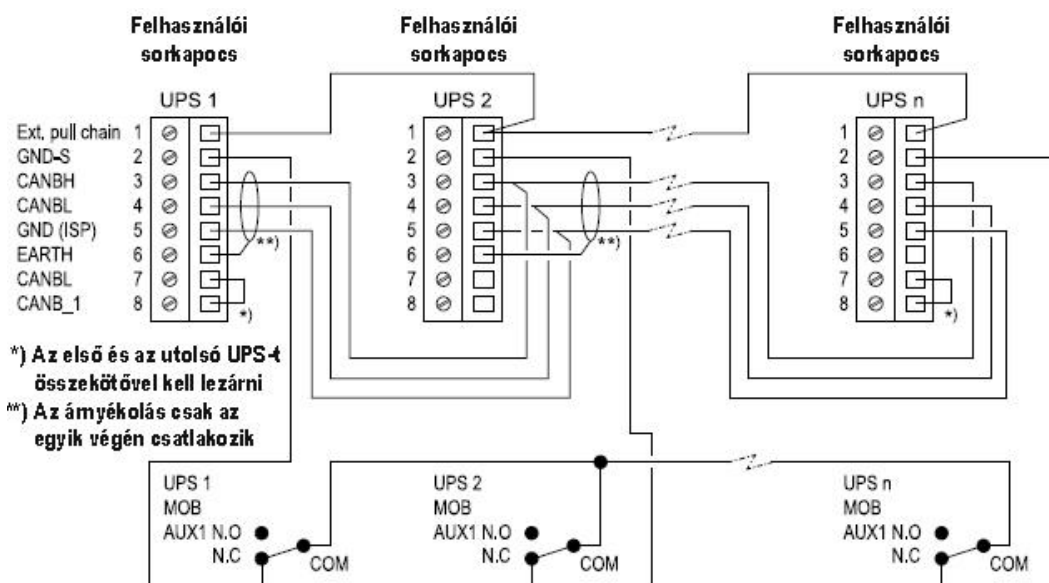 Felhasználói
sorkapocs
Felhasználói
sorkapocs
Felhasználói
sorkapocs
UPS 1
UPS 2
UPS n
Ext, pull chain 1
GND-S 2
CANBH 3
CANBL 4
GND (ISP) 5
EARTH 6
CANBL 7
CANB_1 8
**)
*)
1
2
3
4
5
6
7
8
**)
1
2
3
4
5
6
7
8
*)
*) Az első és az utolsó UPS-t
összekötővel kell lezárni
**) Az árnyékolás csak az
egyik végén csatlakozik
UPS 1
MOB
AUX1 N.O
N.C
COM
UPS 2
MOB
AUX1 N.O
N.C
COM
UPS n
MOB
AUX1 N.O
N.C
COM